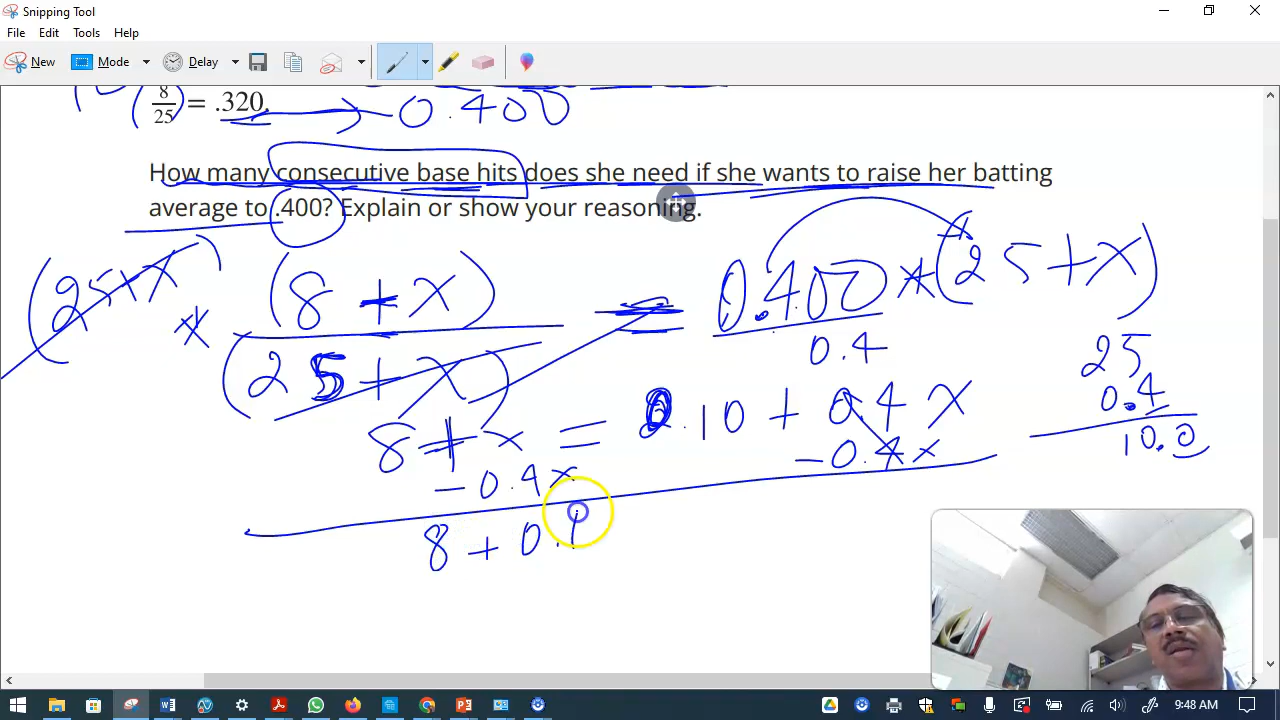 Snipping Tool
File Edit Tools Help
New Mode Delay
8/25 = .320. → 0.400
How many consecutive base hits does she need if she wants to raise her batting
average to .400? Explain or show your reasoning.
(25+x) * (8 + x) / (25 + x) = 0.400 * (25 + x)
0.4
25
0.4
10.0
8 + x = 10 + 0.4x
- 0.4x - 0.4x
8 + 0.
9:48 AM